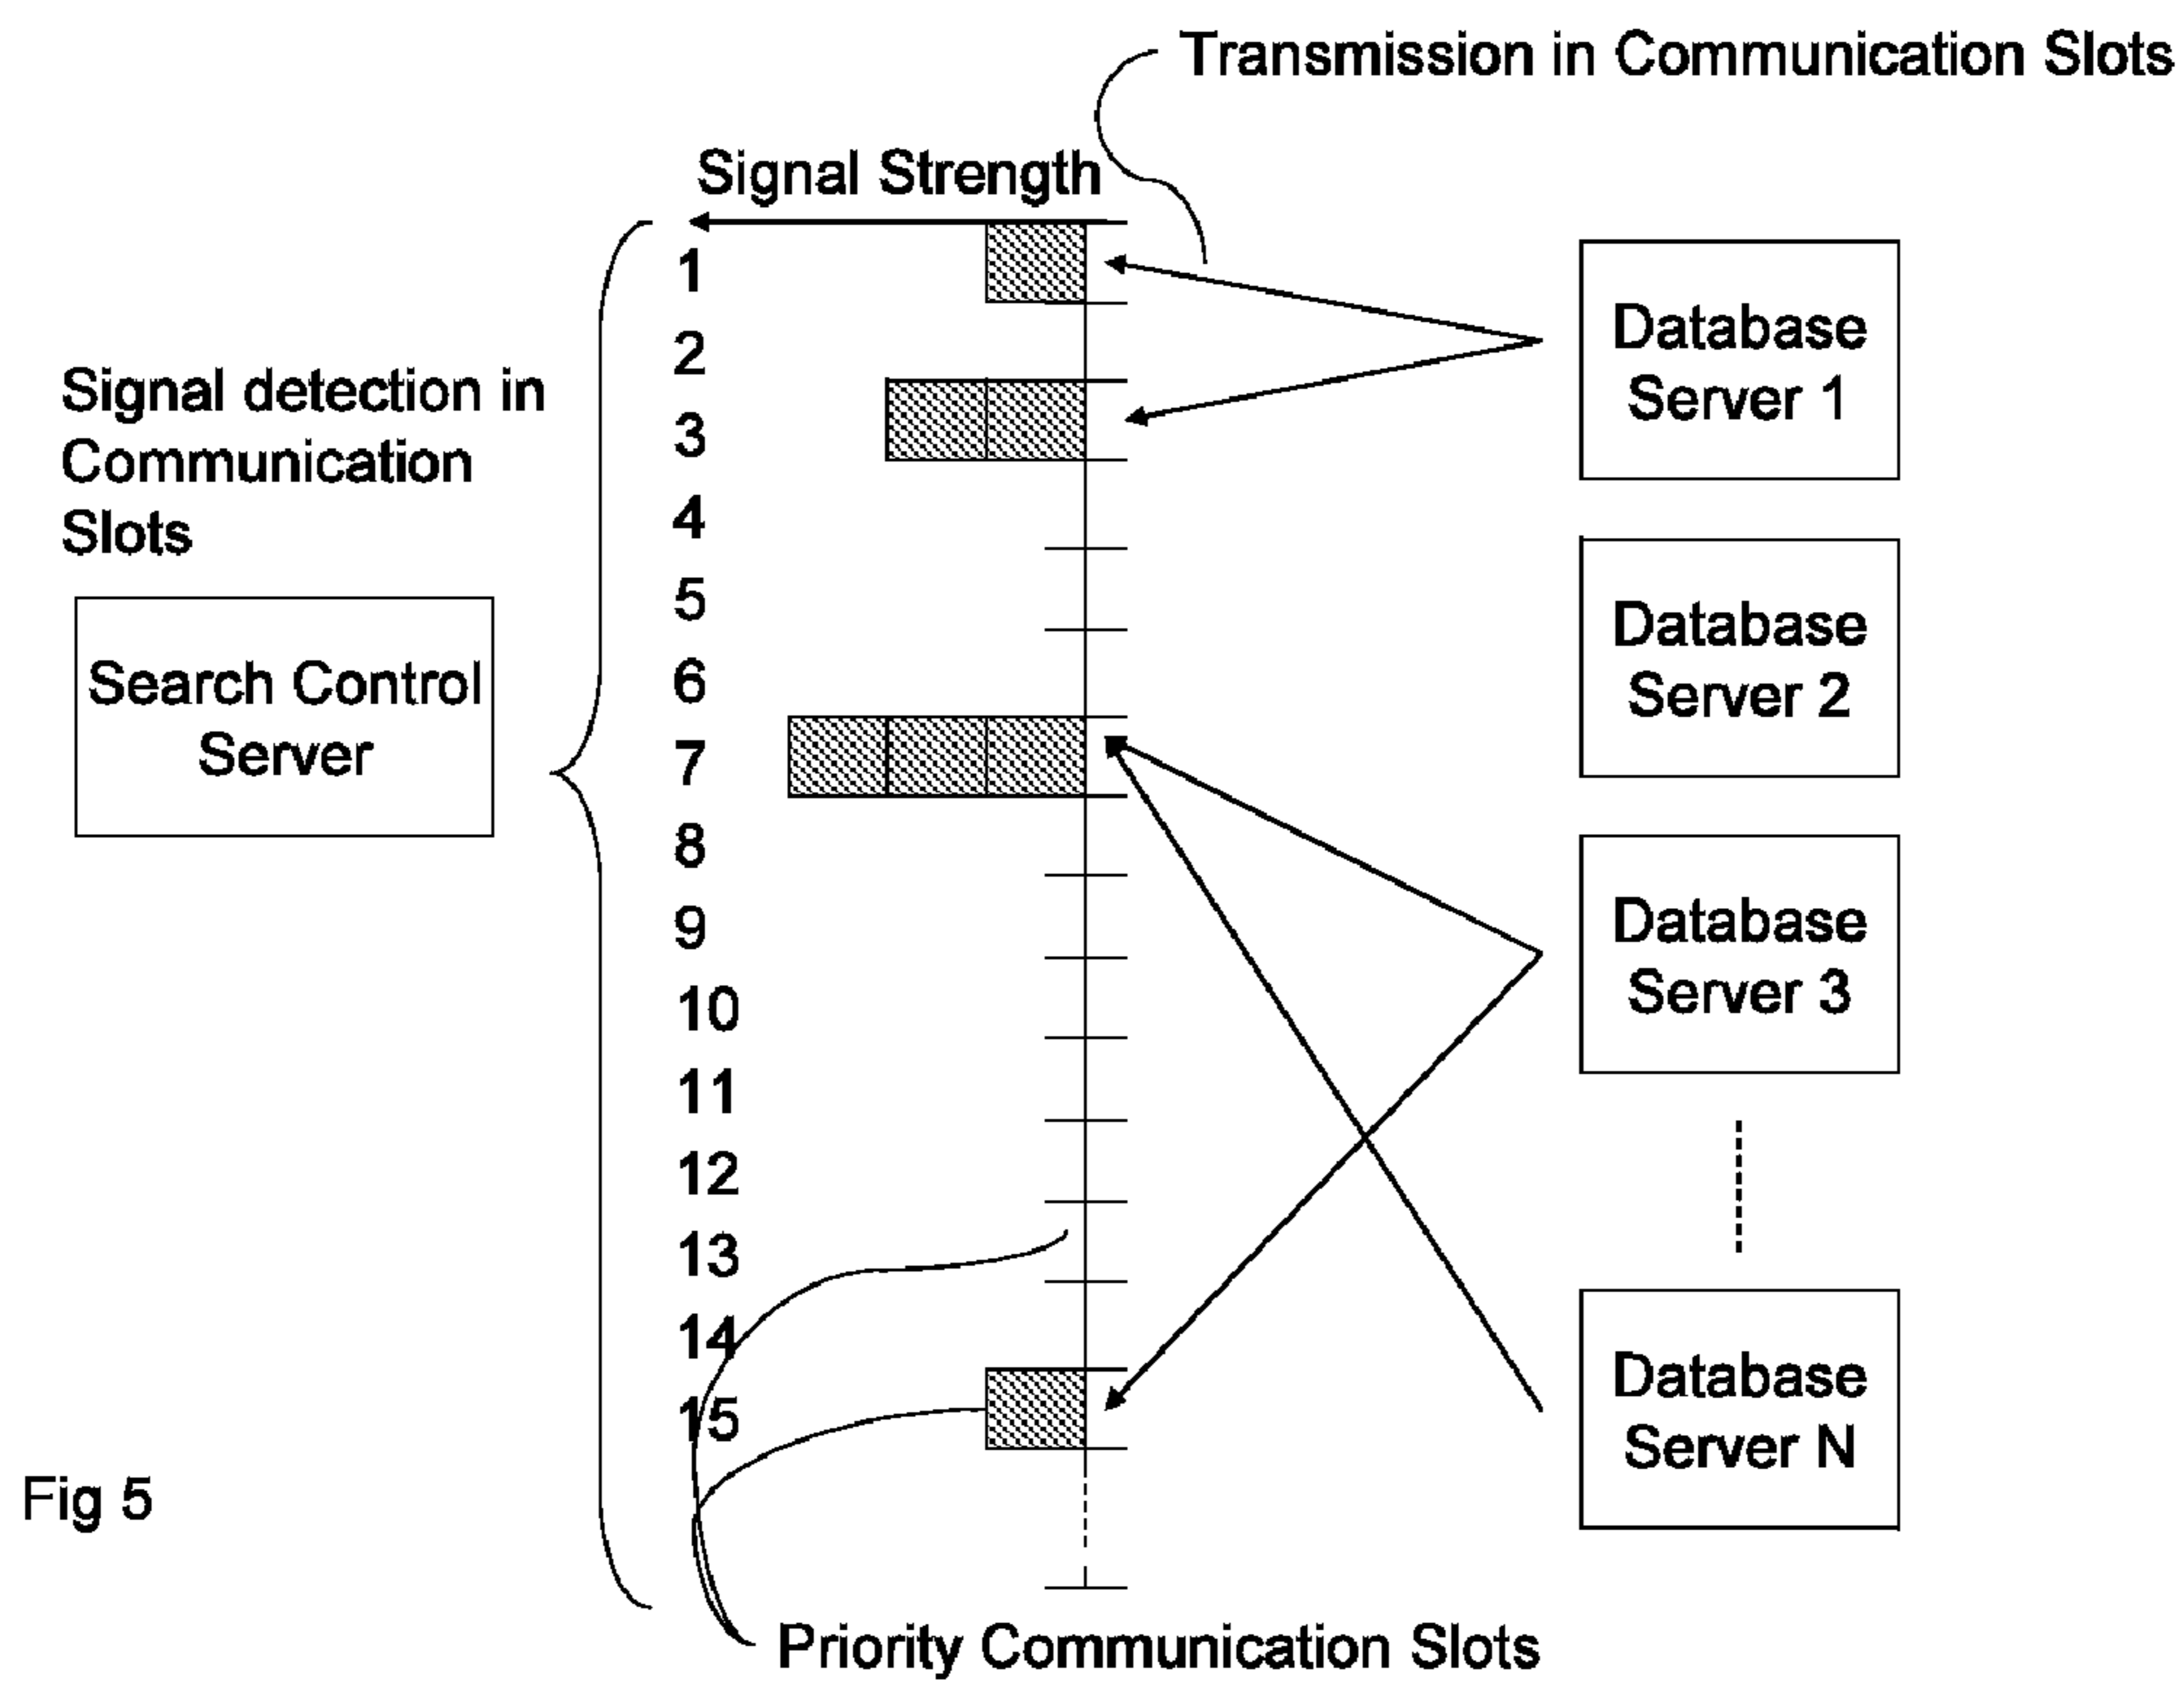 Transmission in Communication Slots
Signal Strength
Signal detection in
Communication
Slots
Search Control
Server
1
2
3
4
5
6
7
8
9
10
11
12
13
14
15
Database
Server 1
Database
Server 2
Database
Server 3
Database
Server N
Fig 5
Priority Communication Slots